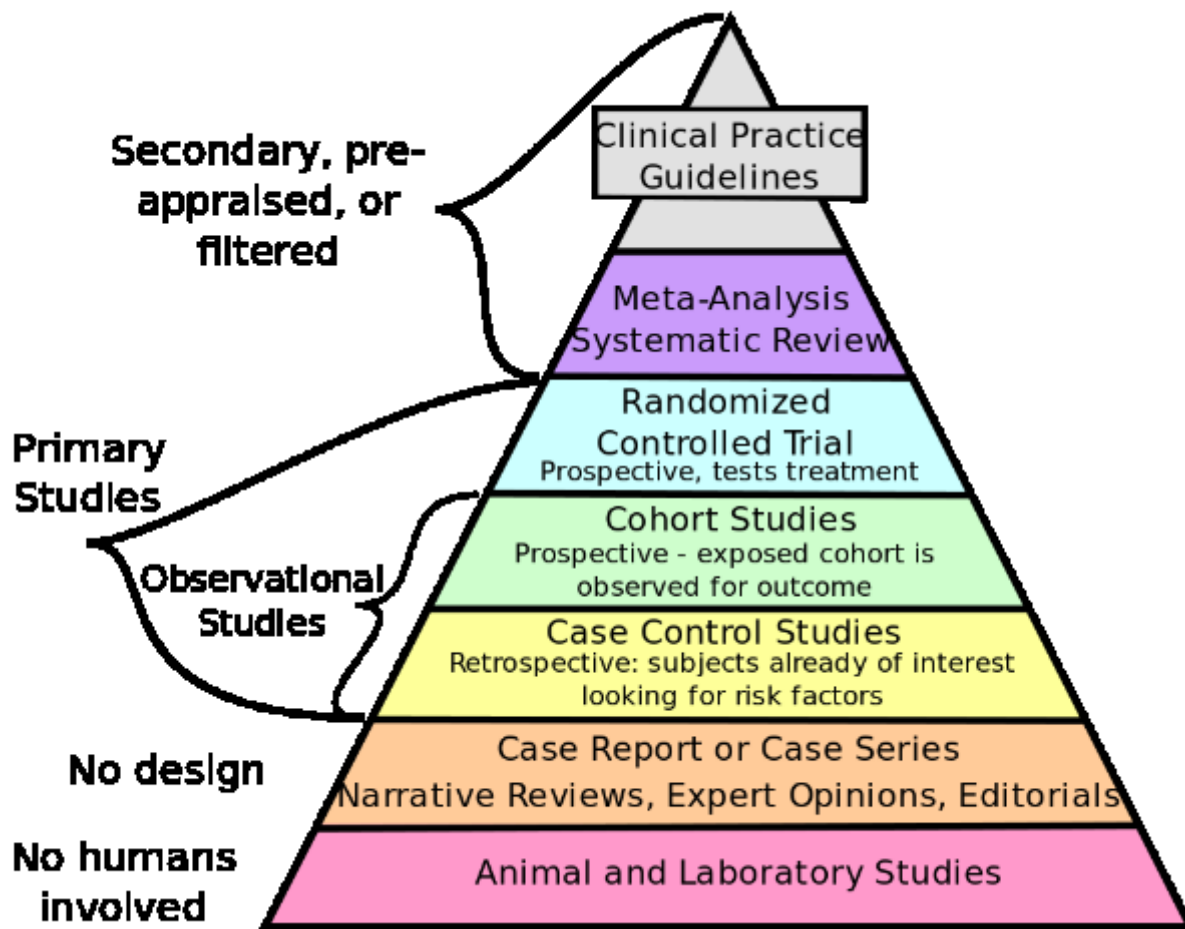 Clinical Practice
Guidelines
Secondary, pre-
appraised, or
filtered
Meta-Analysis
Systematic Review
Randomized
Controlled Trial
Prospective, tests treatment
Primary
Studies
Cohort Studies
Prospective - exposed cohort is
observed for outcome
Observational
Studies
Case Control Studies
Retrospective: subjects already of interest
looking for risk factors
No design
Case Report or Case Series
Narrative Reviews, Expert Opinions, Editorials
No humans
involved
Animal and Laboratory Studies